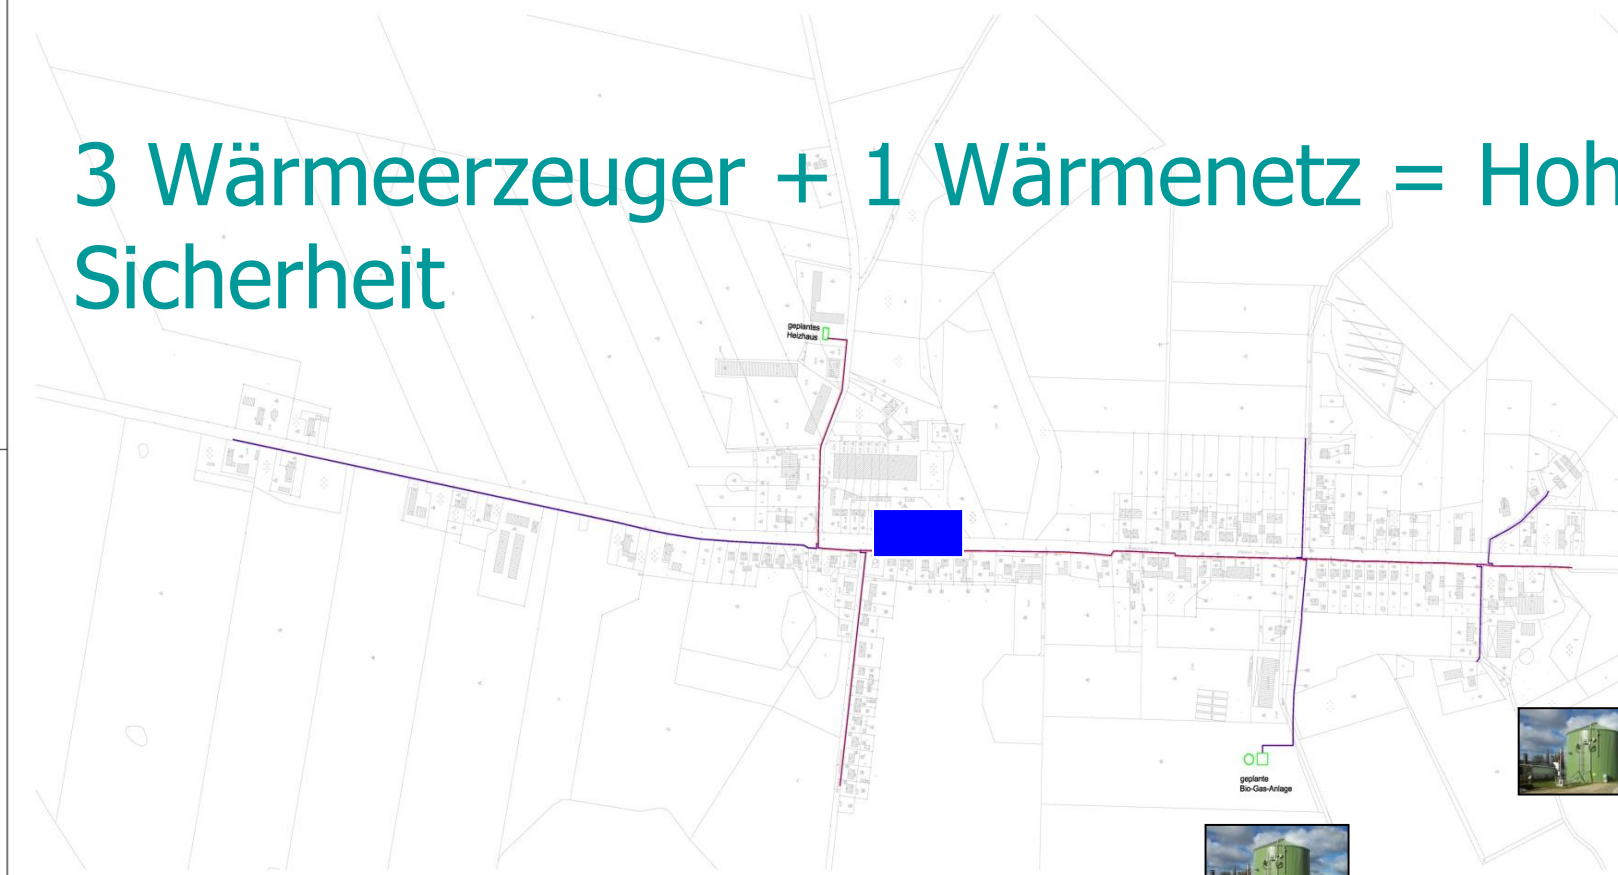 3 Wärmeerzeuger + 1 Wärmenetz = Hoh
Sicherheit
geplantes
Heizhaus
geplante
Bio-Gas-Anlage